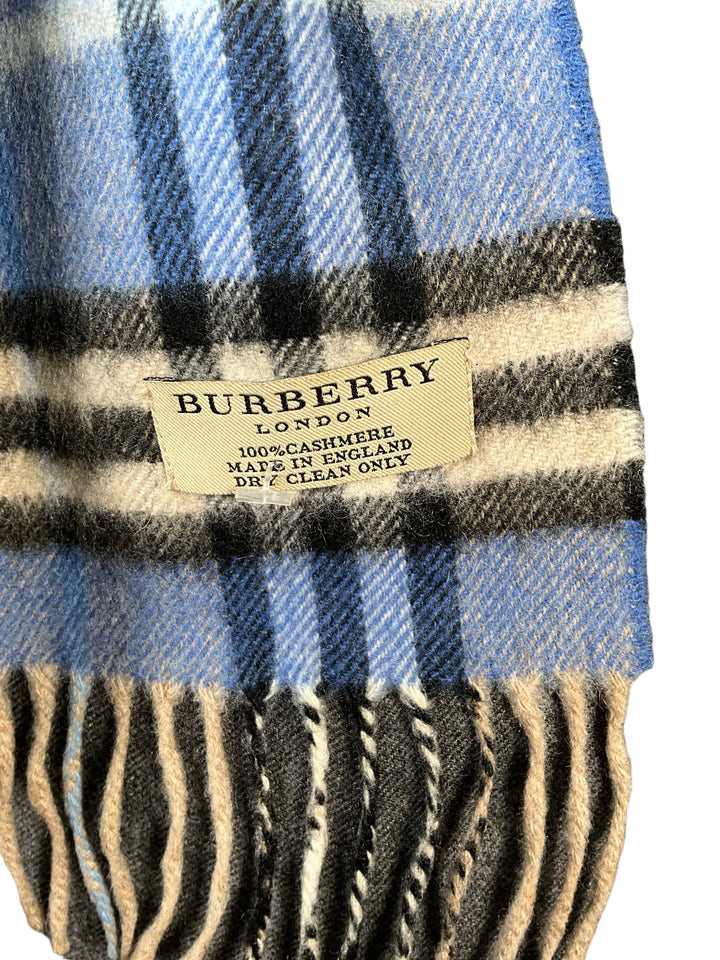 BURBERRY
LONDON
100%CASHMERE
MADE IN ENGLAND
DRY CLEAN ONLY